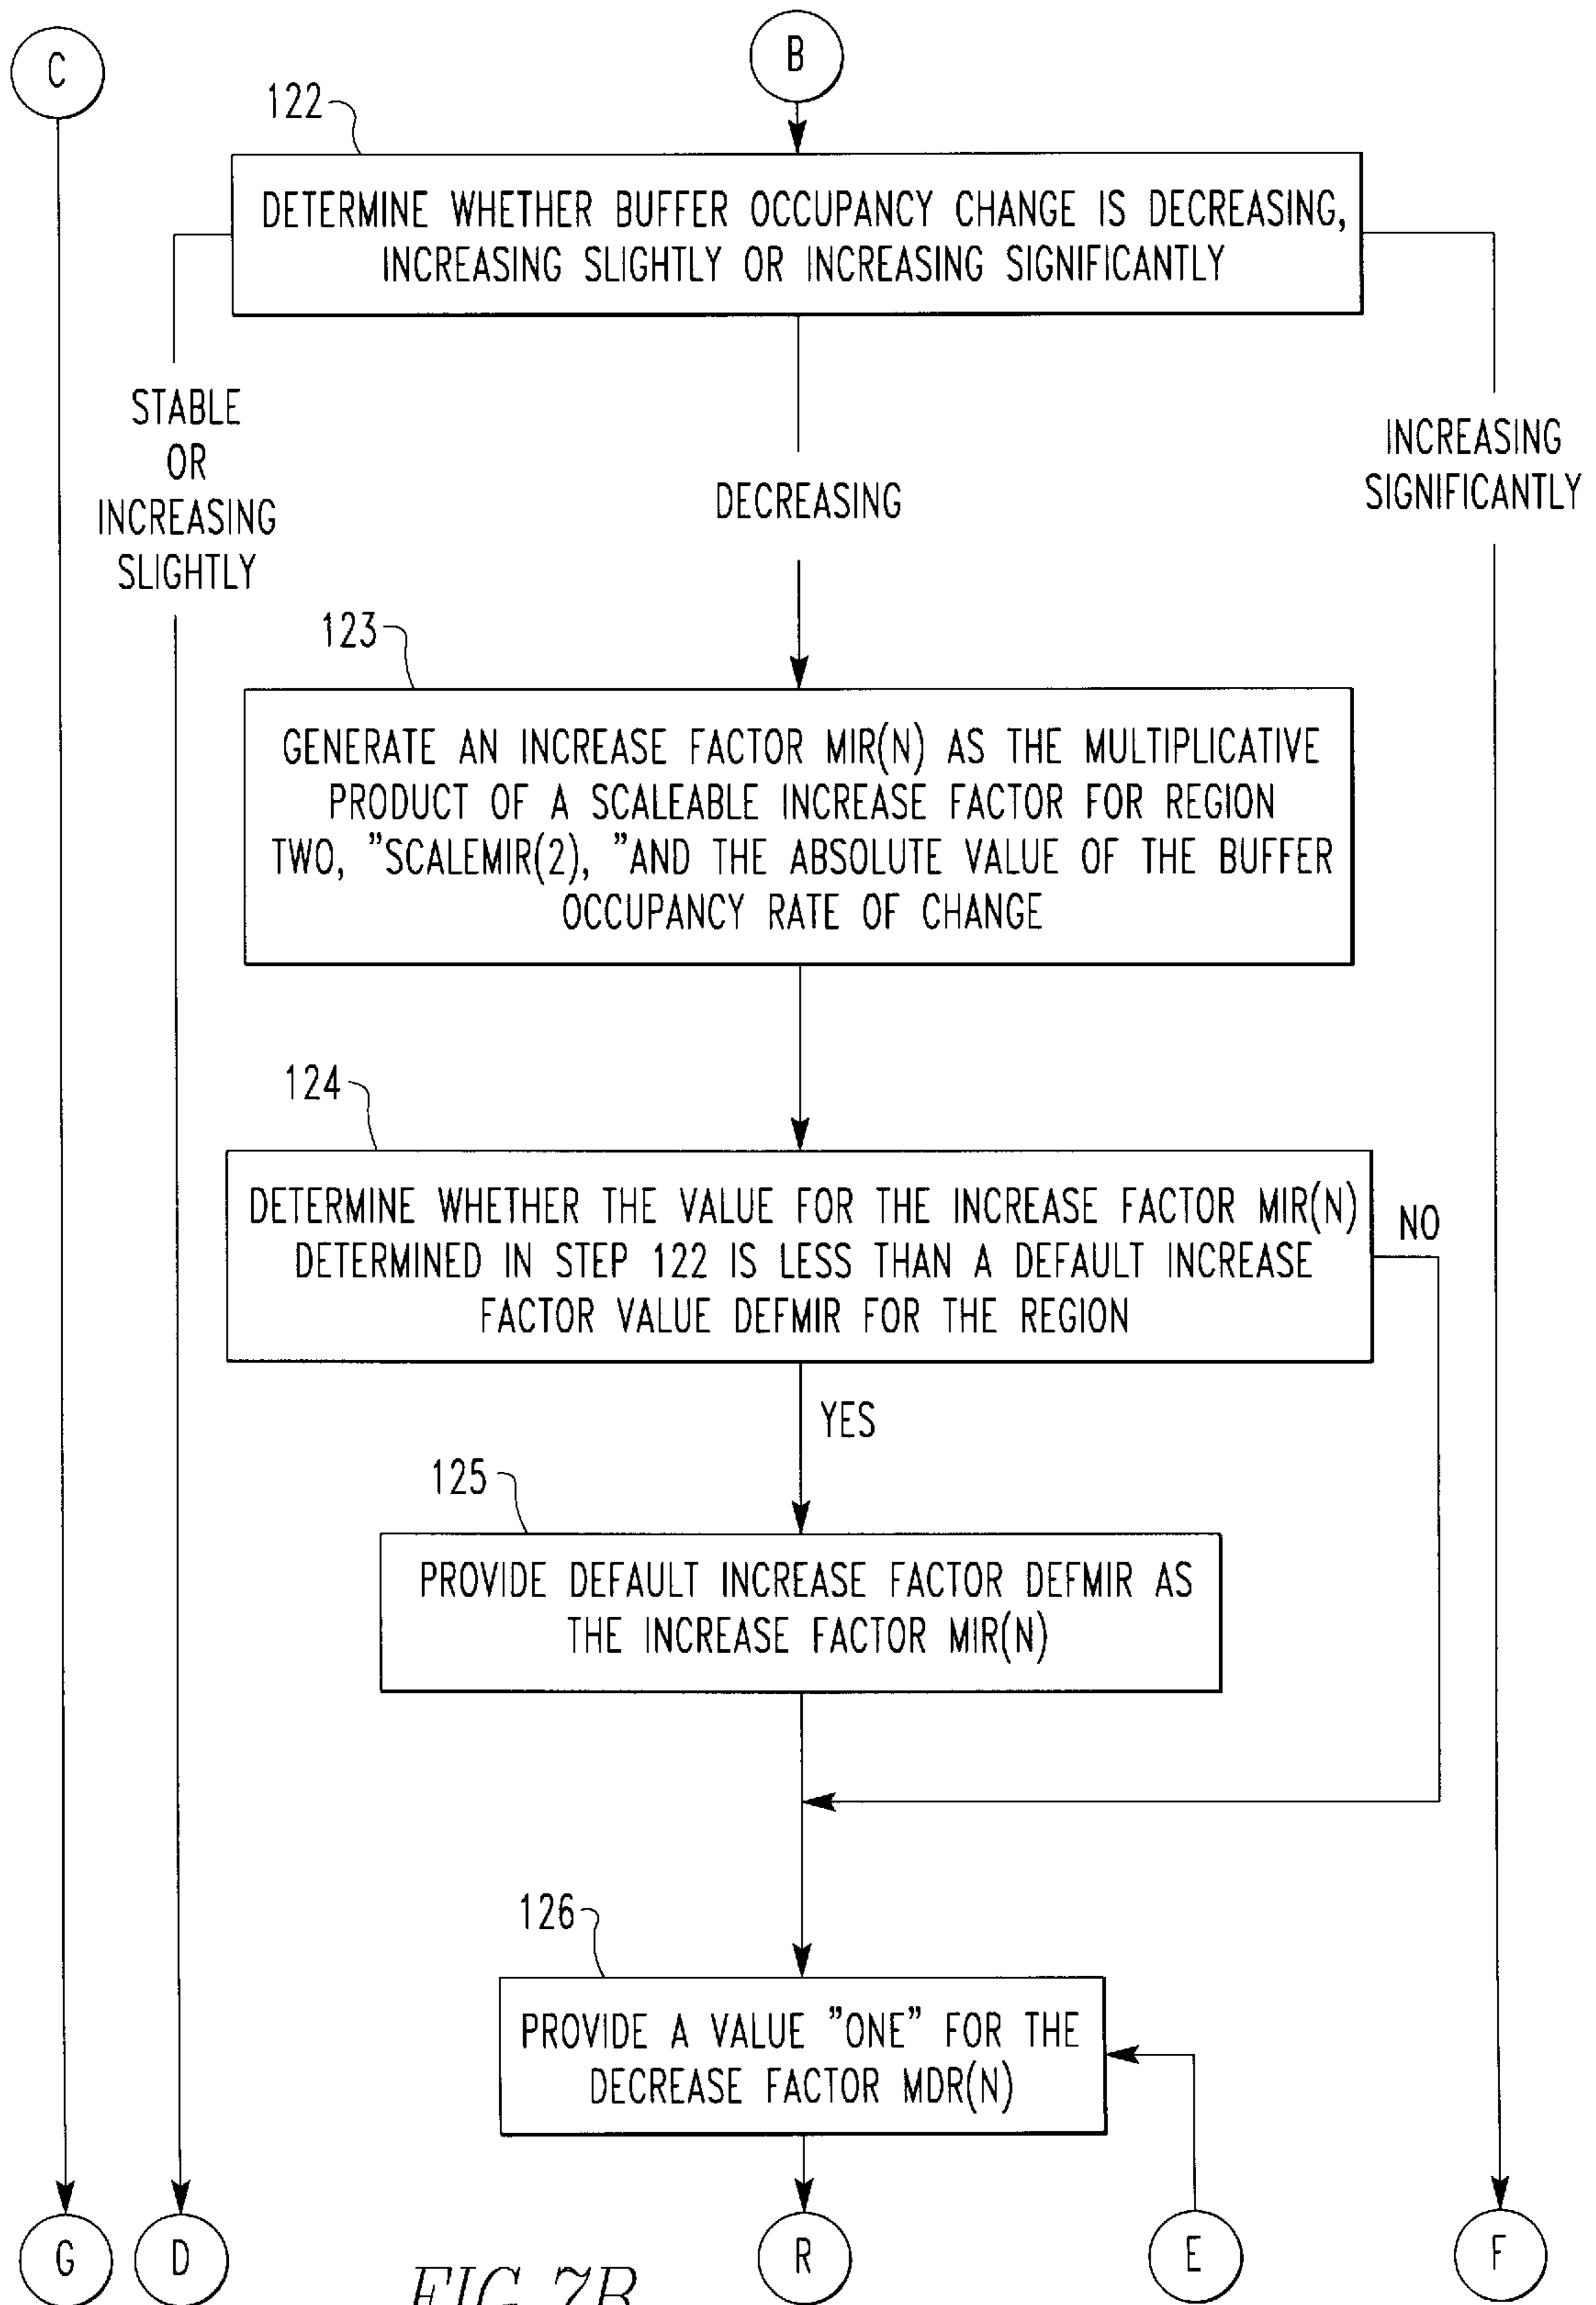 C
B
122
DETERMINE WHETHER BUFFER OCCUPANCY CHANGE IS DECREASING,
INCREASING SLIGHTLY OR INCREASING SIGNIFICANTLY
STABLE
OR
INCREASING
SLIGHTLY
DECREASING
INCREASING
SIGNIFICANTLY
123
GENERATE AN INCREASE FACTOR MIR(N) AS THE MULTIPLICATIVE
PRODUCT OF A SCALEABLE INCREASE FACTOR FOR REGION
TWO, "SCALEMIR(2), "AND THE ABSOLUTE VALUE OF THE BUFFER
OCCUPANCY RATE OF CHANGE
124
DETERMINE WHETHER THE VALUE FOR THE INCREASE FACTOR MIR(N)
DETERMINED IN STEP 122 IS LESS THAN A DEFAULT INCREASE
FACTOR VALUE DEFMIR FOR THE REGION
NO
YES
125
PROVIDE DEFAULT INCREASE FACTOR DEFMIR AS
THE INCREASE FACTOR MIR(N)
126
PROVIDE A VALUE "ONE" FOR THE
DECREASE FACTOR MDR(N)
G
D
R
E
F
FIG. 7B